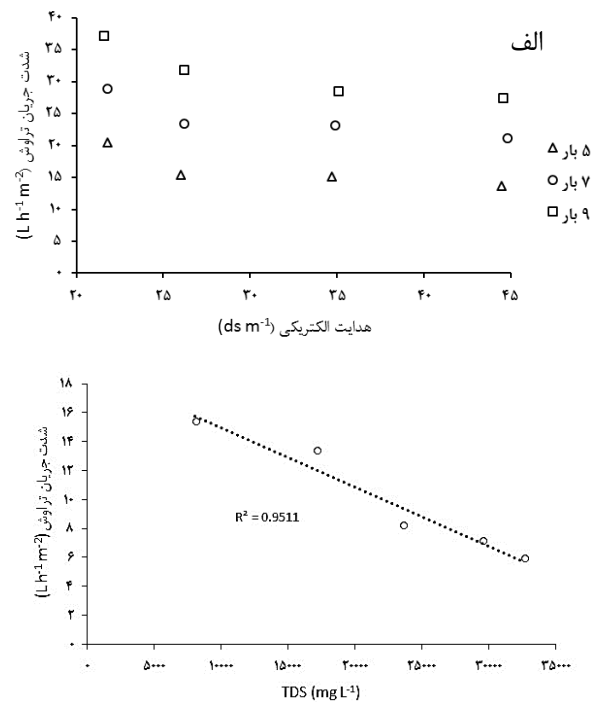 الف
۴۰
۳۵
۳۰
۲۵
۲۰
۱۵
۱۰
۵
۰
شدت جریان تراوش
(L h⁻¹ m⁻²)
۲۰ ۲۵ ۳۰ ۳۵ ۴۰ ۴۵
هدایت الکتریکی (ds m⁻¹)
۵ بار
۷ بار
۹ بار
۱۸
۱۶
۱۴
۱۲
۱۰
۸
۶
۴
۲
۰
شدت جریان تراوش
(L h⁻¹ m⁻²)
R² = 0.9511
۰ ۵۰۰۰ ۱۰۰۰۰ ۱۵۰۰۰ ۲۰۰۰۰ ۲۵۰۰۰ ۳۰۰۰۰ ۳۵۰۰۰
TDS (mg L⁻¹)